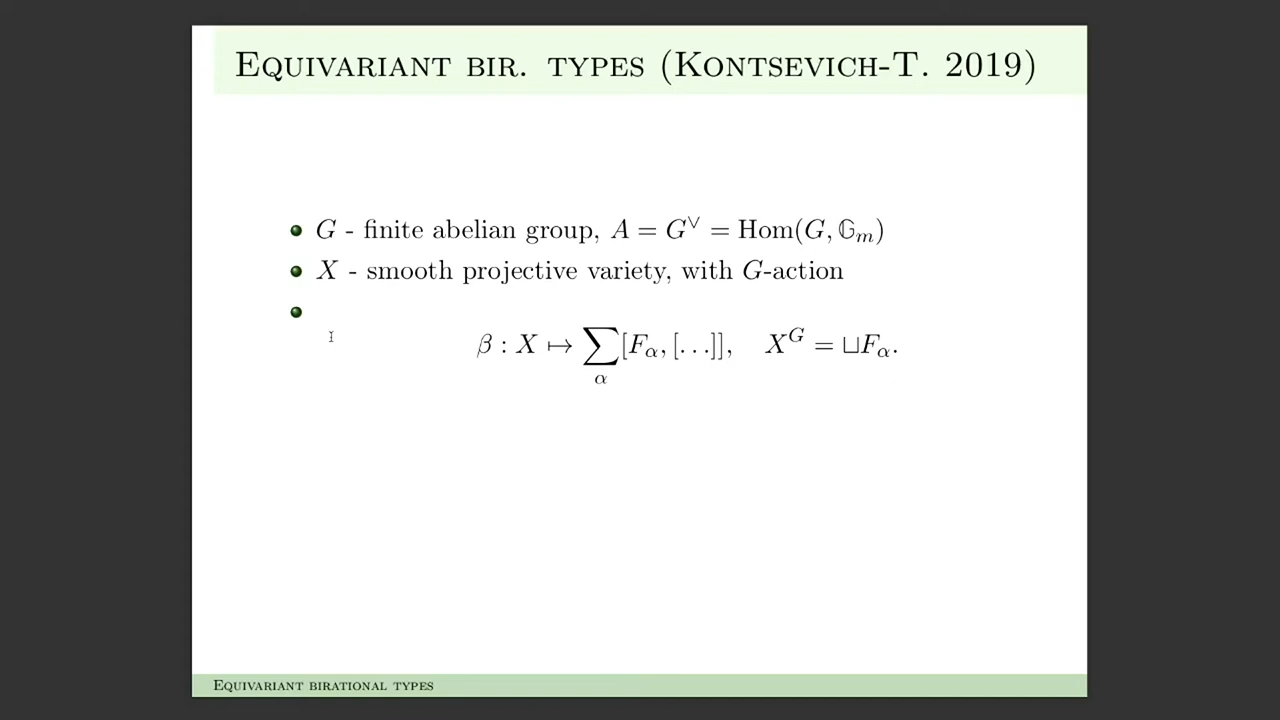 EQUIVARIANT BIR. TYPES (KONTSEVICH-T. 2019)
G - finite abelian group, A = G^∨ = Hom(G, 𝔾_m)
X - smooth projective variety, with G-action
β : X ↦ ∑_α [F_α, [...]], X^G = ⊔F_α.
EQUIVARIANT BIRATIONAL TYPES